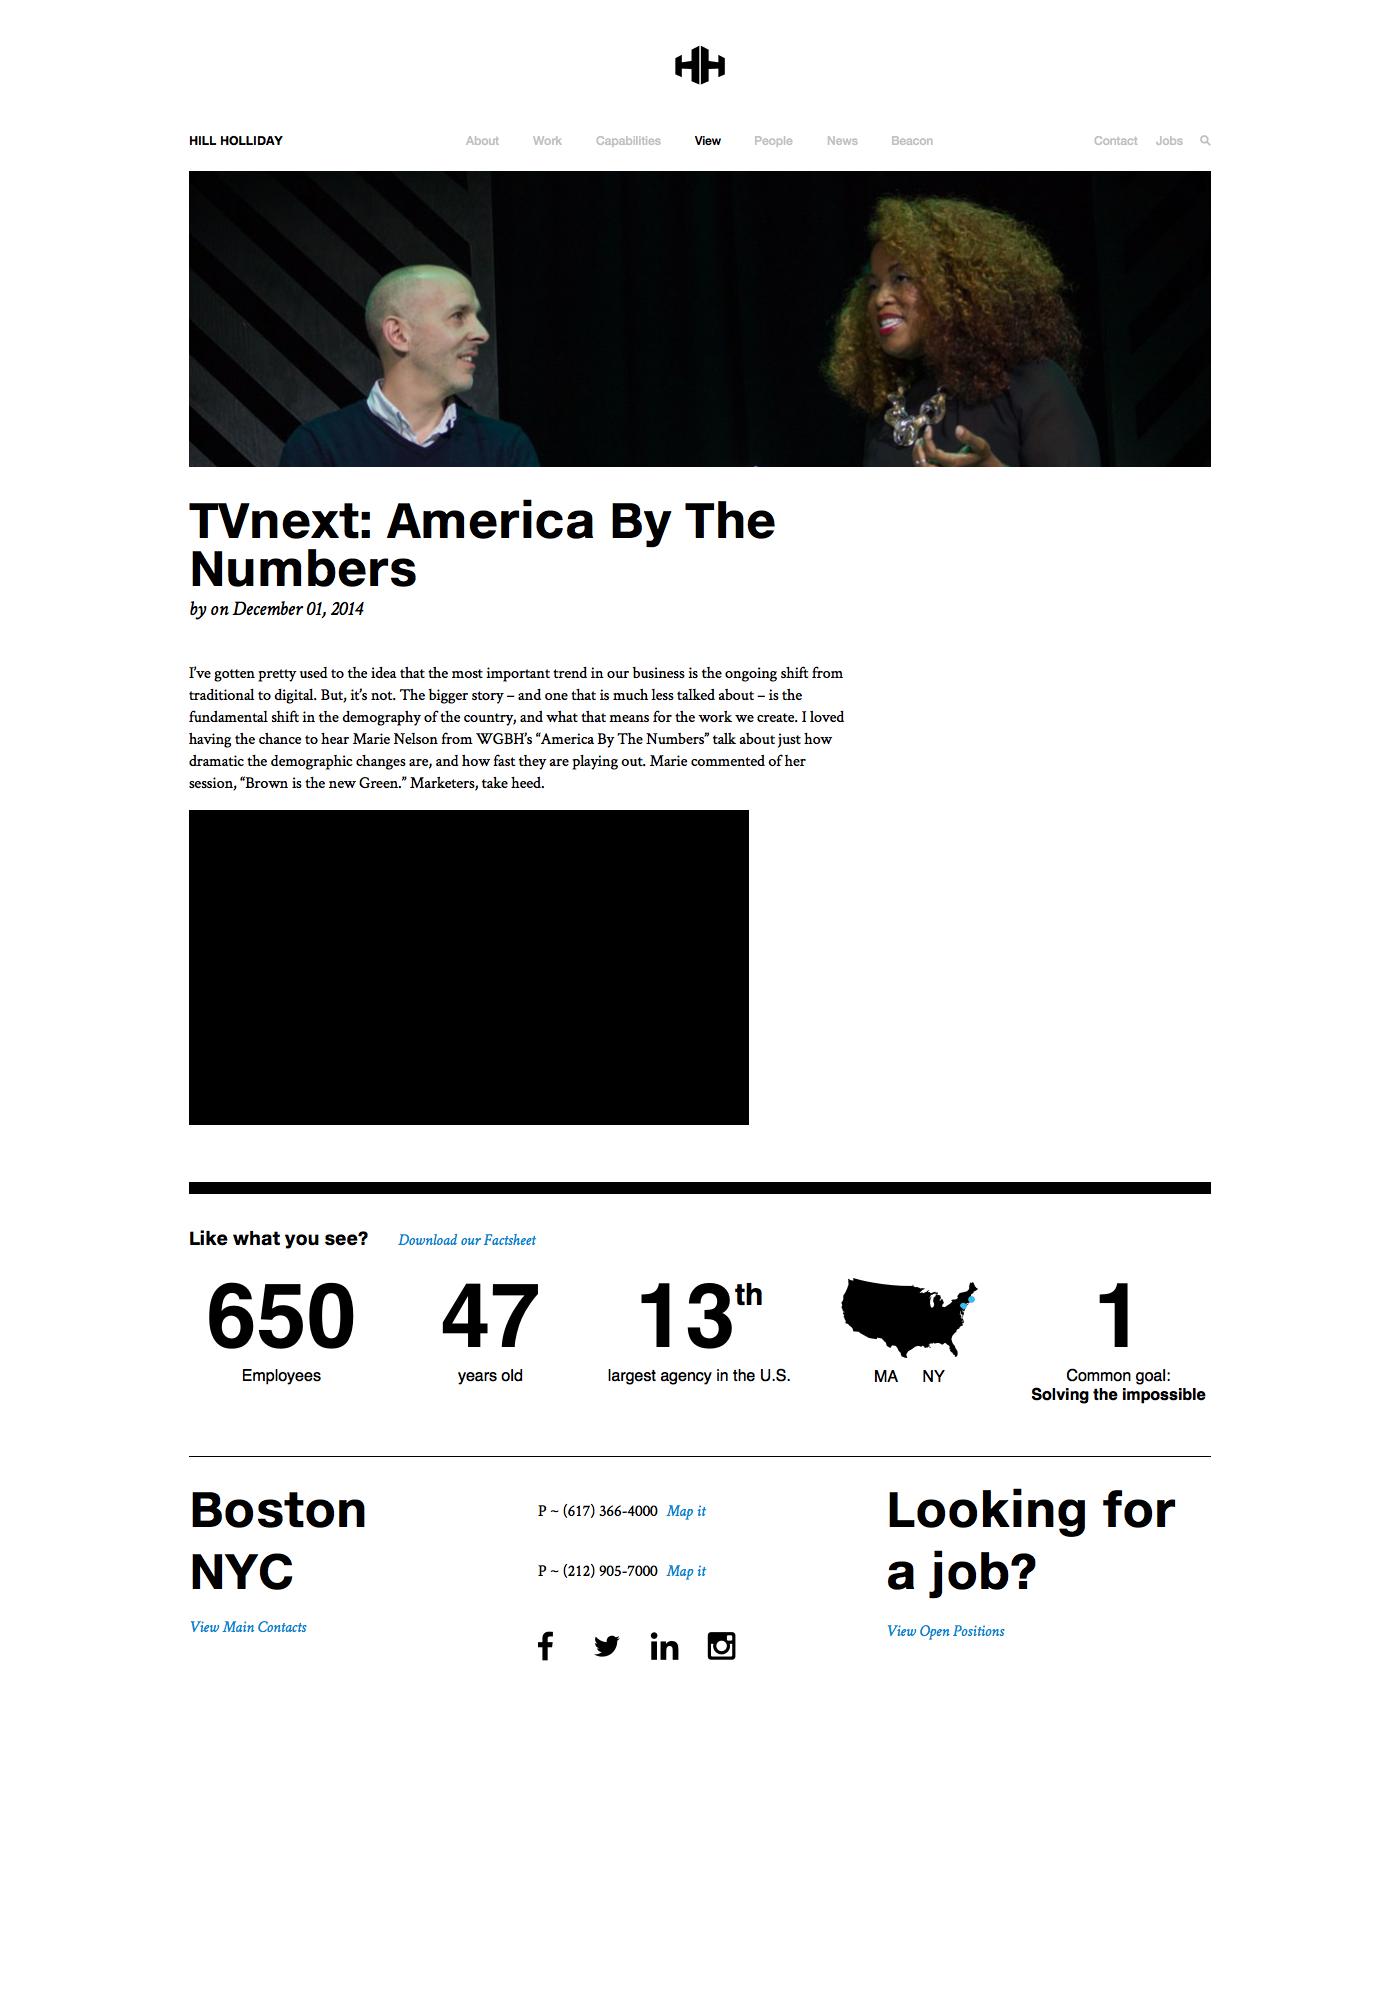 HILL HOLLIDAY
About Work Capabilities View People News Beacon
Contact Jobs
TVnext: America By The
Numbers
by on December 01, 2014
I’ve gotten pretty used to the idea that the most important trend in our business is the ongoing shift from
traditional to digital. But, it’s not. The bigger story – and one that is much less talked about – is the
fundamental shift in the demography of the country, and what that means for the work we create. I loved
having the chance to hear Marie Nelson from WGBH’s “America By The Numbers” talk about just how
dramatic the demographic changes are, and how fast they are playing out. Marie commented of her
session, “Brown is the new Green.” Marketers, take heed.
Like what you see? Download our Factsheet
650
Employees
47
years old
13th
largest agency in the U.S.
MA NY
1
Common goal:
Solving the impossible
Boston
NYC
View Main Contacts
P ~ (617) 366-4000 Map it
P ~ (212) 905-7000 Map it
Looking for
a job?
View Open Positions